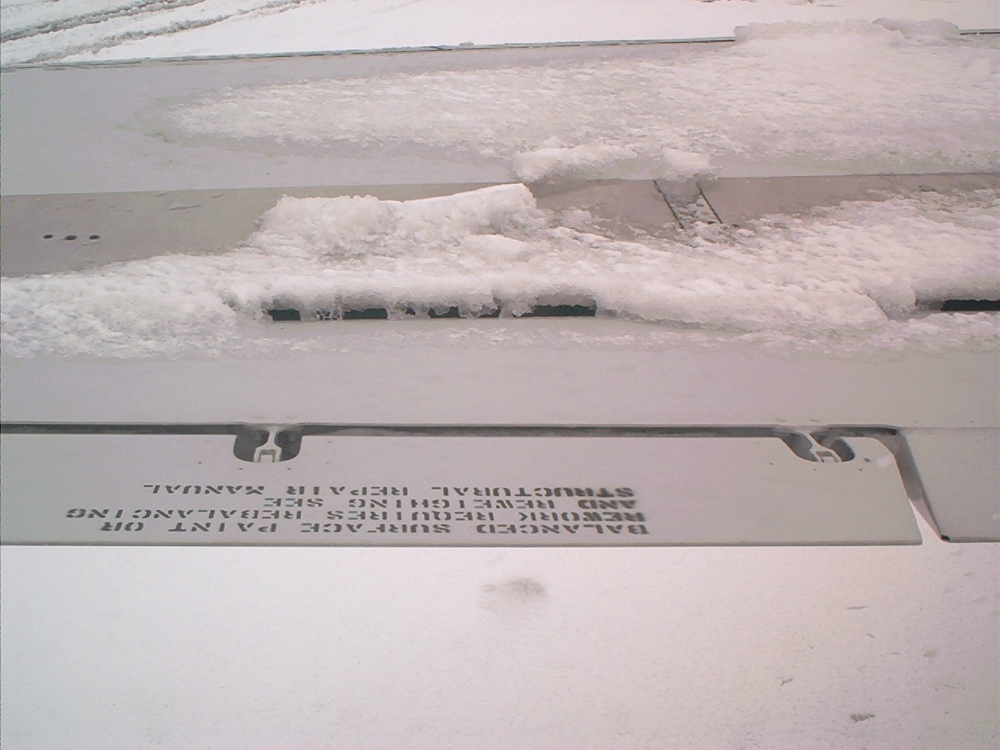 BALANCED SURFACE PAINT OR
REWORK REQUIRES REBALANCING
AND REWEIGHING SEE
STRUCTURAL REPAIR MANUAL